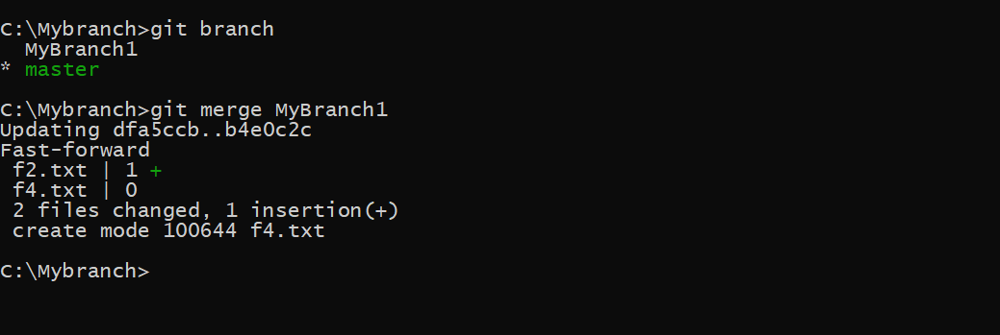 C:\Mybranch>git branch
  MyBranch1
* master
C:\Mybranch>git merge MyBranch1
Updating dfa5ccb..b4e0c2c
Fast-forward
 f2.txt | 1 +
 f4.txt | 0
 2 files changed, 1 insertion(+)
 create mode 100644 f4.txt
C:\Mybranch>